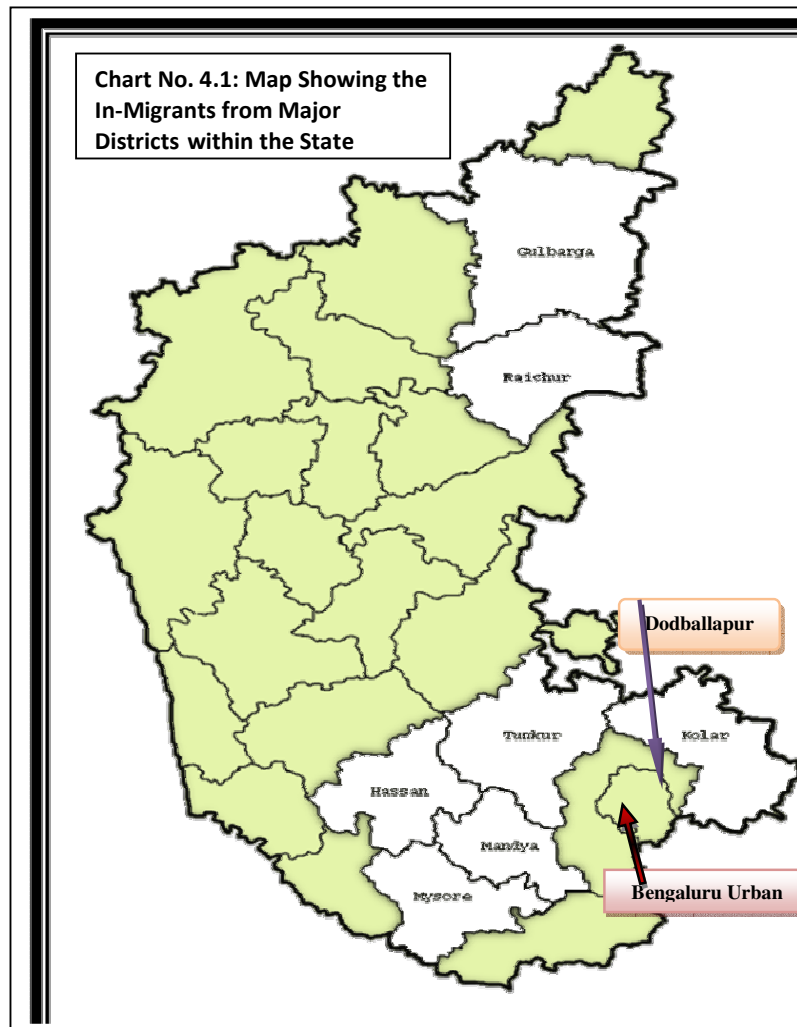 Chart No. 4.1: Map Showing the
In-Migrants from Major
Districts within the State
Gulbarga
Raichur
Dodballapur
Tunkur
Kolar
Hassan
Mandya
Mysore
Bengaluru Urban